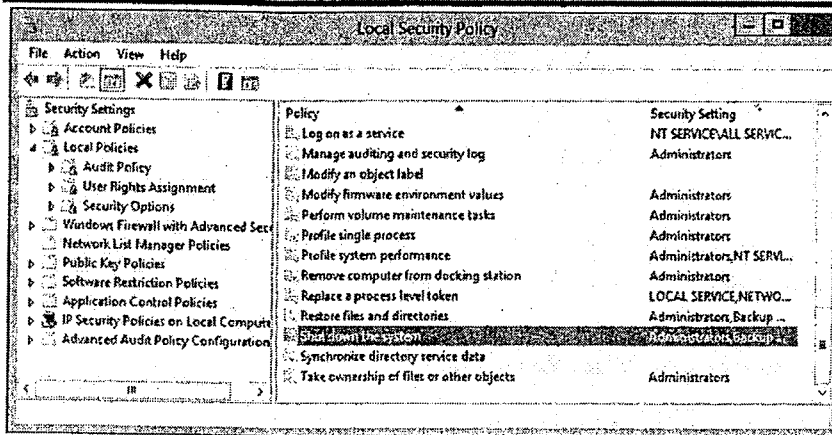 Local Security Policy
File Action View Help
Security Settings
Account Policies
Local Policies
Audit Policy
User Rights Assignment
Security Options
Windows Firewall with Advanced Secu
Network List Manager Policies
Public Key Policies
Software Restriction Policies
Application Control Policies
IP Security Policies on Local Compute
Advanced Audit Policy Configuration
Policy Security Setting
Log on as a service NT SERVICE\ALL SERVIC...
Manage auditing and security log Administrators
Modify an object label
Modify firmware environment values Administrators
Perform volume maintenance tasks Administrators
Profile single process Administrators
Profile system performance Administrators,NT SERVI...
Remove computer from docking station Administrators
Replace a process level token LOCAL SERVICE,NETWO...
Restore files and directories Administrators,Backup ...
Shut down the system Administrators,Backup ...
Synchronize directory service data
Take ownership of files or other objects Administrators